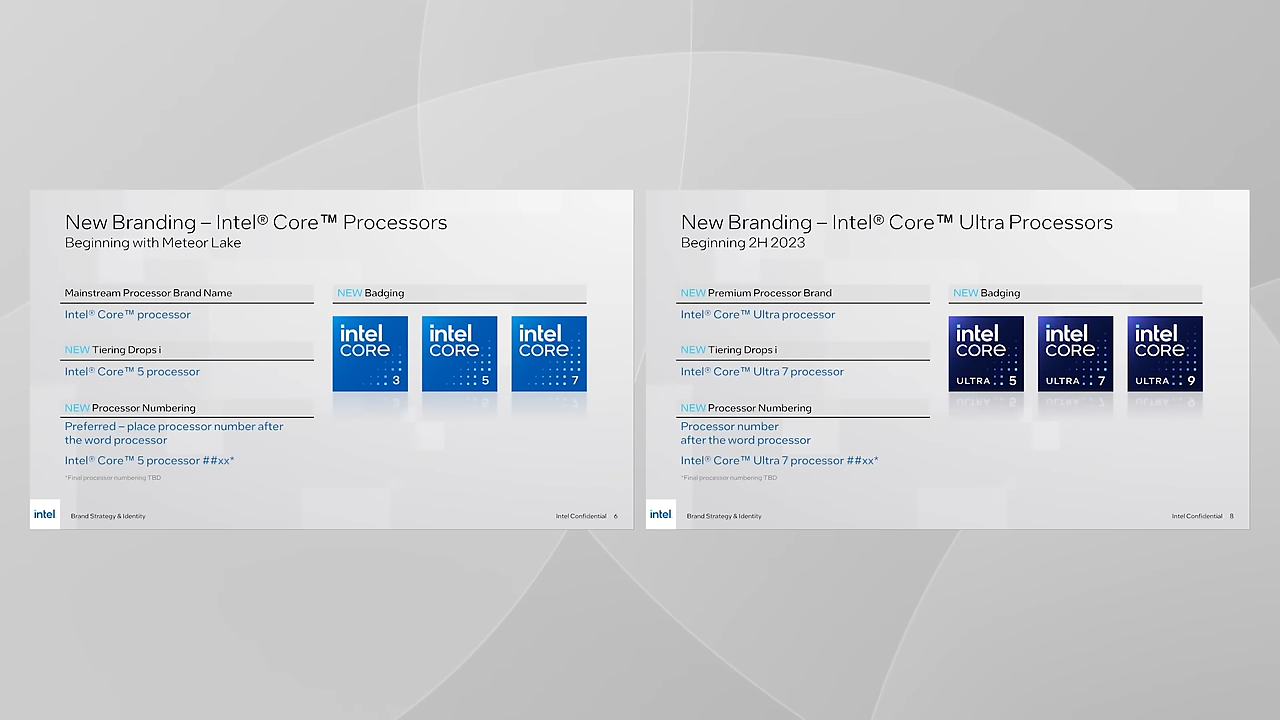 New Branding – Intel® Core™ Processors
Beginning with Meteor Lake
Mainstream Processor Brand Name
Intel® Core™ processor
NEW Tiering Drops i
Intel® Core™ 5 processor
NEW Processor Numbering
Preferred – place processor number after
the word processor
Intel® Core™ 5 processor ##xx*
*Final processor numbering TBD
NEW Badging
intel
CORE
3
intel
CORE
5
intel
CORE
7
intel
Brand Strategy & Identity
Intel Confidential 6
New Branding – Intel® Core™ Ultra Processors
Beginning 2H 2023
NEW Premium Processor Brand
Intel® Core™ Ultra processor
NEW Tiering Drops i
Intel® Core™ Ultra 7 processor
NEW Processor Numbering
Processor number
after the word processor
Intel® Core™ Ultra 7 processor ##xx*
*Final processor numbering TBD
NEW Badging
intel
CORE
ULTRA 5
intel
CORE
ULTRA 7
intel
CORE
ULTRA 9
intel
Brand Strategy & Identity
Intel Confidential 8